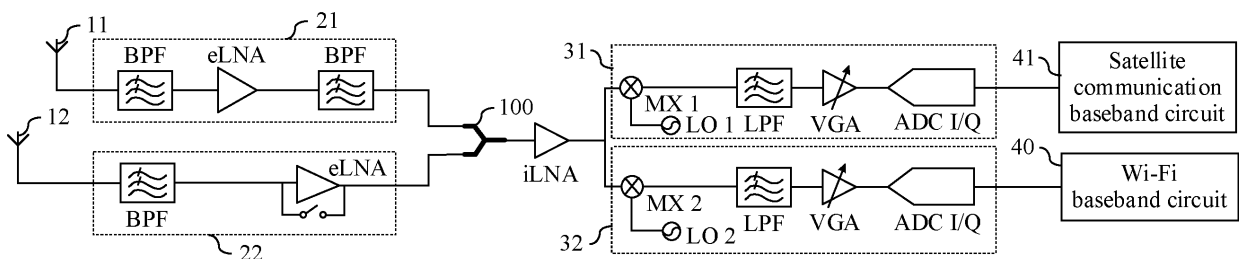 11
21
BPF
eLNA
BPF
12
100
iLNA
eLNA
BPF
22
31
MX 1
LO 1
LPF
VGA
ADC I/Q
41
Satellite
communication
baseband circuit
MX 2
LO 2
LPF
VGA
ADC I/Q
32
40
Wi-Fi
baseband circuit